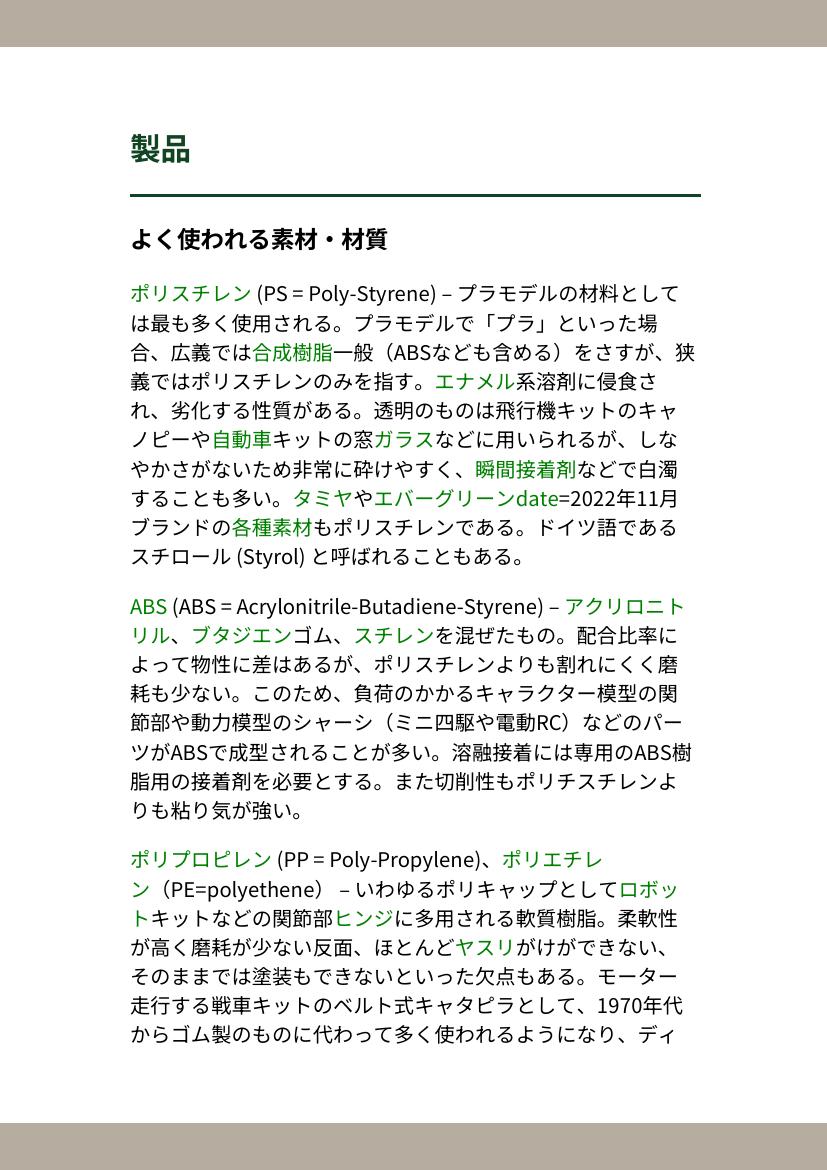 製品
よく使われる素材・材質
ポリスチレン (PS = Poly-Styrene) – プラモデルの材料として
は最も多く使用される。プラモデルで「プラ」といった場
合、広義では合成樹脂一般（ABSなども含める）をさすが、狭
義ではポリスチレンのみを指す。エナメル系溶剤に侵食さ
れ、劣化する性質がある。透明のものは飛行機キットのキャ
ノピーや自動車キットの窓ガラスなどに用いられるが、しな
やかさがないため非常に砕けやすく、瞬間接着剤などで白濁
することも多い。タミヤやエバーグリーンdate=2022年11月
ブランドの各種素材もポリスチレンである。ドイツ語である
スチロール (Styrol) と呼ばれることもある。
ABS (ABS = Acrylonitrile-Butadiene-Styrene) – アクリロニト
リル、ブタジエンゴム、スチレンを混ぜたもの。配合比率に
よって物性に差はあるが、ポリスチレンよりも割れにくく磨
耗も少ない。このため、負荷のかかるキャラクター模型の関
節部や動力模型のシャーシ（ミニ四駆や電動RC）などのパー
ツがABSで成型されることが多い。溶融接着には専用のABS樹
脂用の接着剤を必要とする。また切削性もポリチスチレンよ
りも粘り気が強い。
ポリプロピレン (PP = Poly-Propylene)、ポリエチレ
ン（PE=polyethene） – いわゆるポリキャップとしてロボッ
トキットなどの関節部ヒンジに多用される軟質樹脂。柔軟性
が高く磨耗が少ない反面、ほとんどヤスリがけができない、
そのままでは塗装もできないといった欠点もある。モーター
走行する戦車キットのベルト式キャタピラとして、1970年代
からゴム製のものに代わって多く使われるようになり、ディ